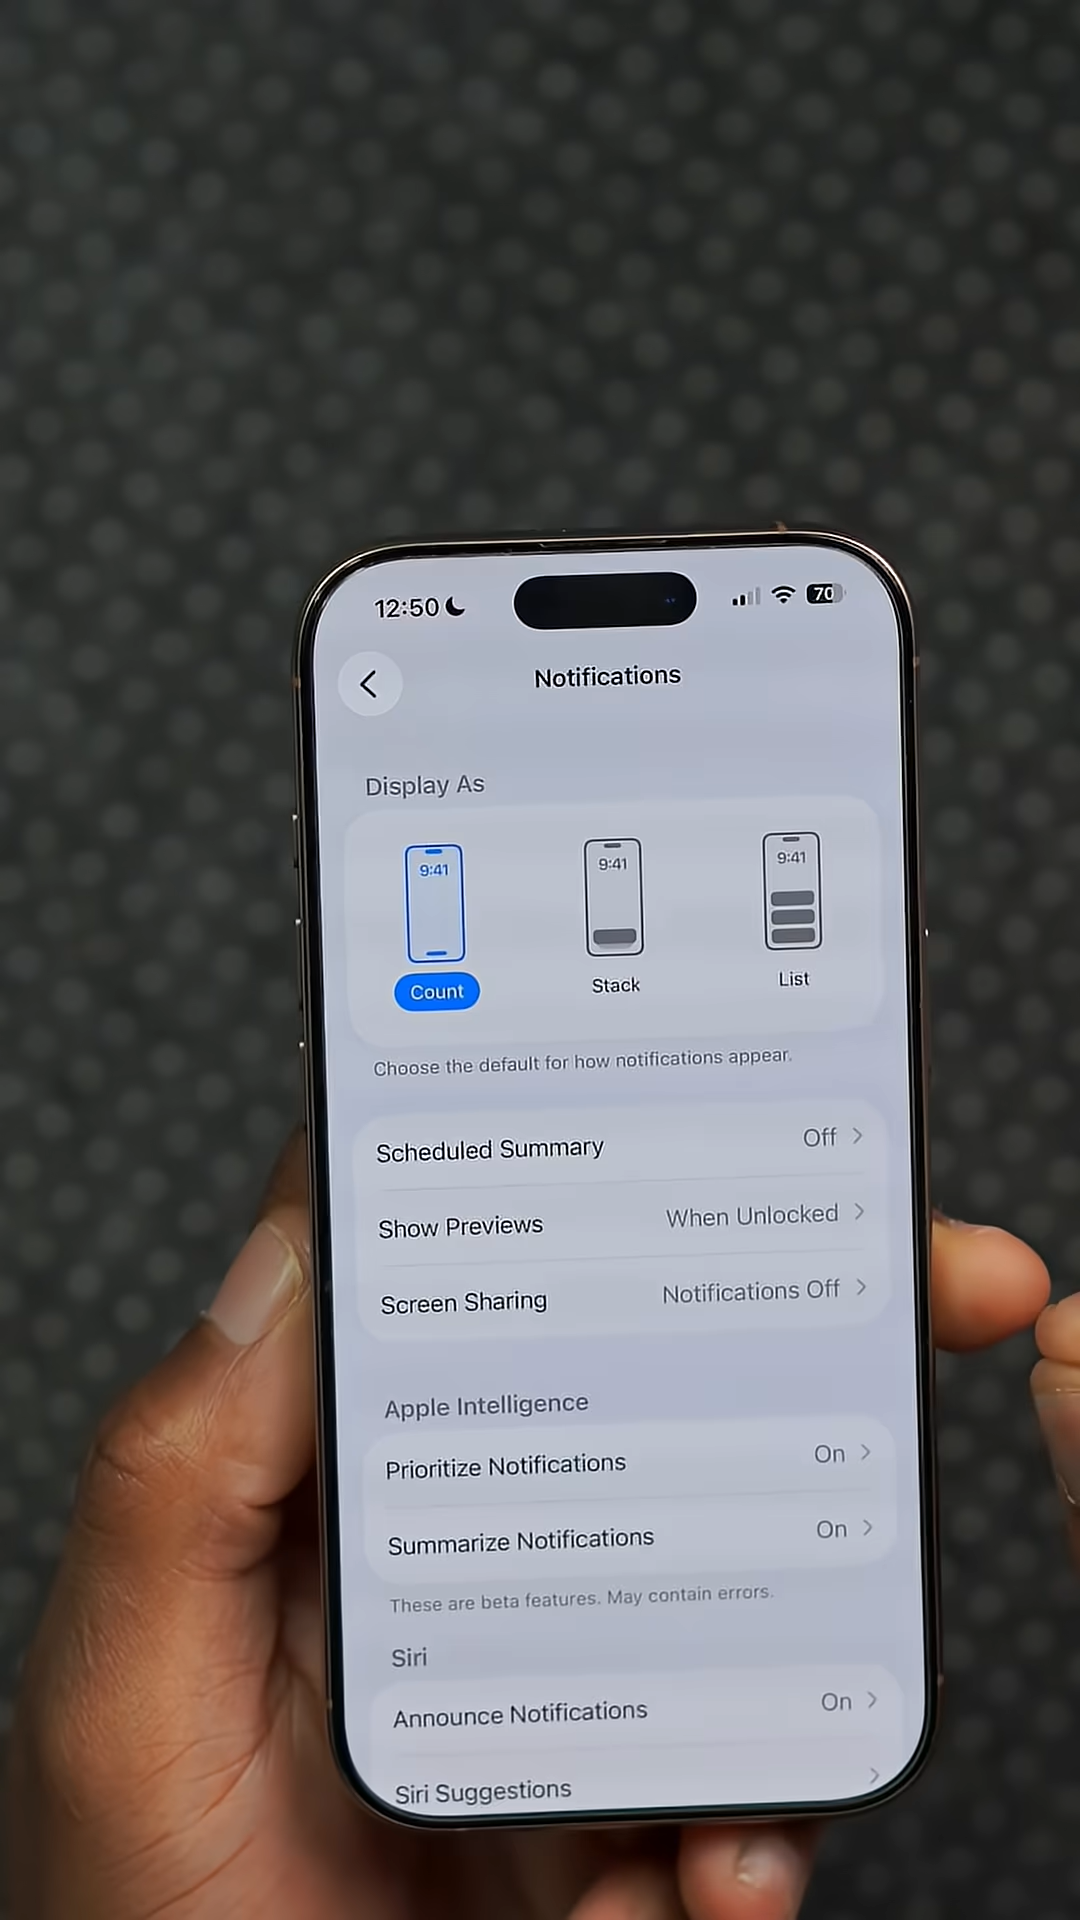 12:50
70
Notifications
Display As
9:41
9:41
9:41
Count
Stack
List
Choose the default for how notifications appear.
Scheduled Summary Off
Show Previews When Unlocked
Screen Sharing Notifications Off
Apple Intelligence
Prioritize Notifications On
Summarize Notifications On
These are beta features. May contain errors.
Siri
Announce Notifications On
Siri Suggestions